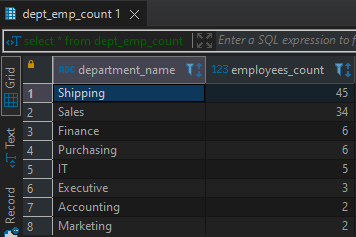 dept_emp_count 1
select * from dept_emp_count
Enter a SQL expression to f
Grid
Text
Record
department_name
123 employees_count
1 Shipping 45
2 Sales 34
3 Finance 6
4 Purchasing 6
5 IT 5
6 Executive 3
7 Accounting 2
8 Marketing 2